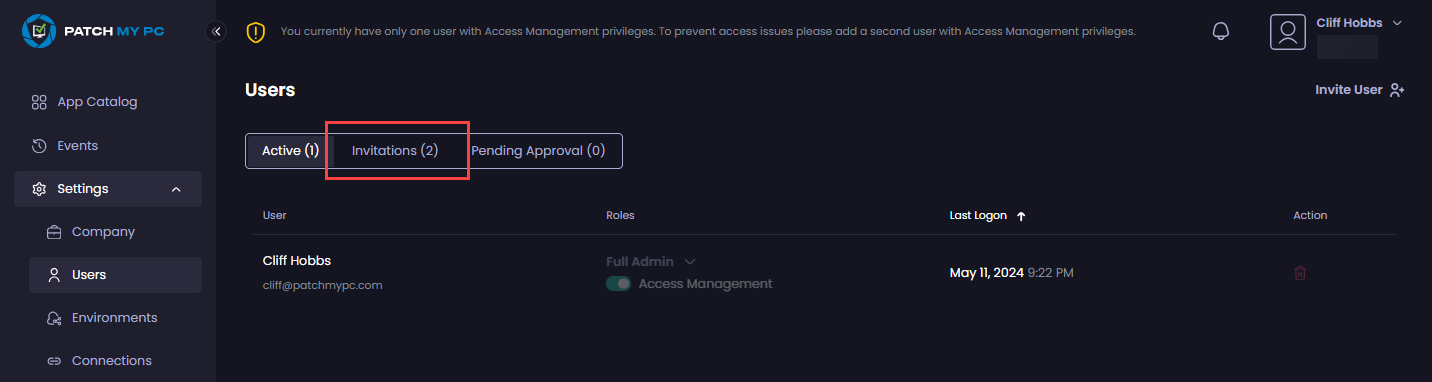 PATCH MY PC
You currently have only one user with Access Management privileges. To prevent access issues please add a second user with Access Management privileges.
Cliff Hobbs
App Catalog
Events
Settings
Company
Users
Environments
Connections
Users
Invite User
Active (1)
Invitations (2)
Pending Approval (0)
User
Roles
Last Logon
Action
Cliff Hobbs
cliff@patchmypc.com
Full Admin
Access Management
May 11, 2024 9:22 PM